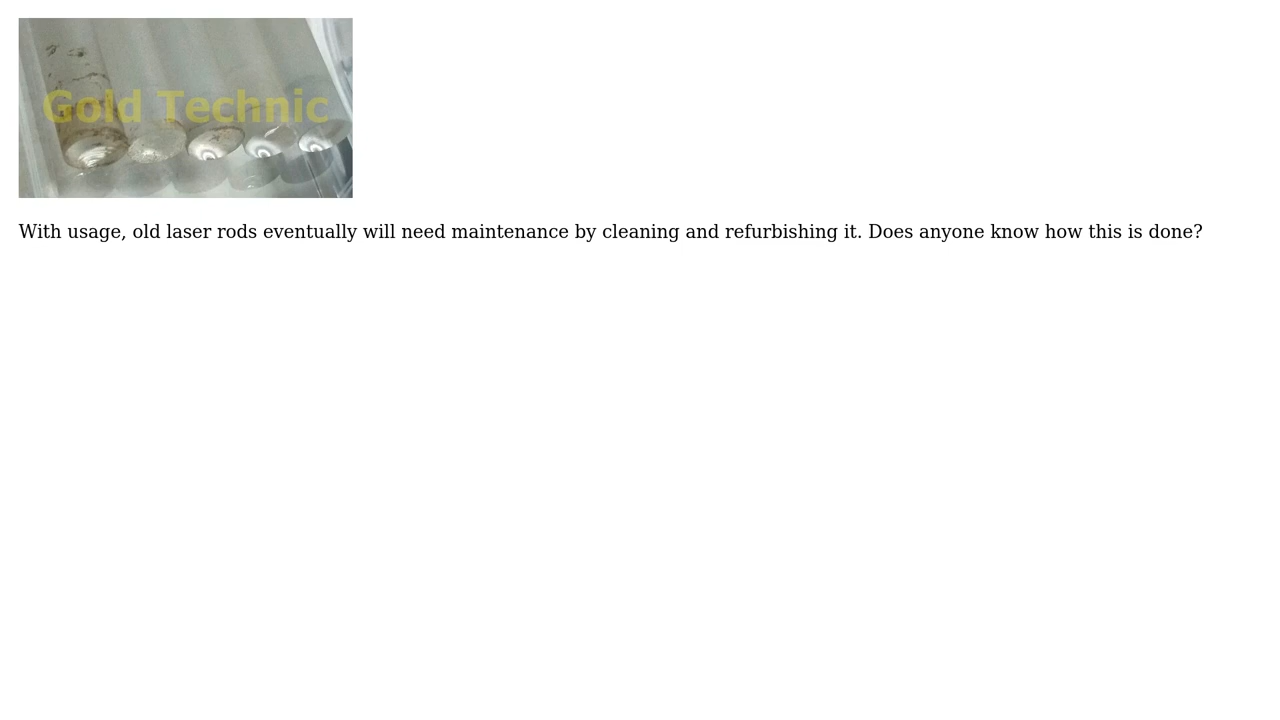 Gold Technic
With usage, old laser rods eventually will need maintenance by cleaning and refurbishing it. Does anyone know how this is done?